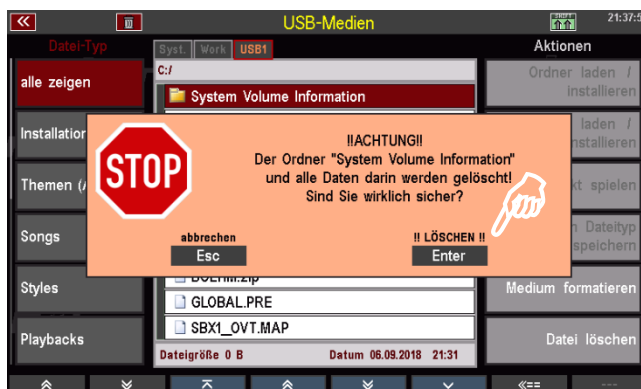 USB-Medien
SHIFT
21:37:5
Datei-Typ
Syst.
Work
USB1
Aktionen
C:/
alle zeigen
System Volume Information
Ordner laden /
installieren
Installation
laden /
installieren
STOP
!!ACHTUNG!!
Der Ordner "System Volume Information"
und alle Daten darin werden gelöscht!
Sind Sie wirklich sicher?
Themen (
kt spielen
Songs
abbrechen
Esc
!! LÖSCHEN !!
Enter
Dateityp
speichern
Styles
Medium formatieren
GLOBAL.PRE
SBX1_OVT.MAP
Playbacks
Datei löschen
Dateigröße 0 B
Datum 06.09.2018 21:31